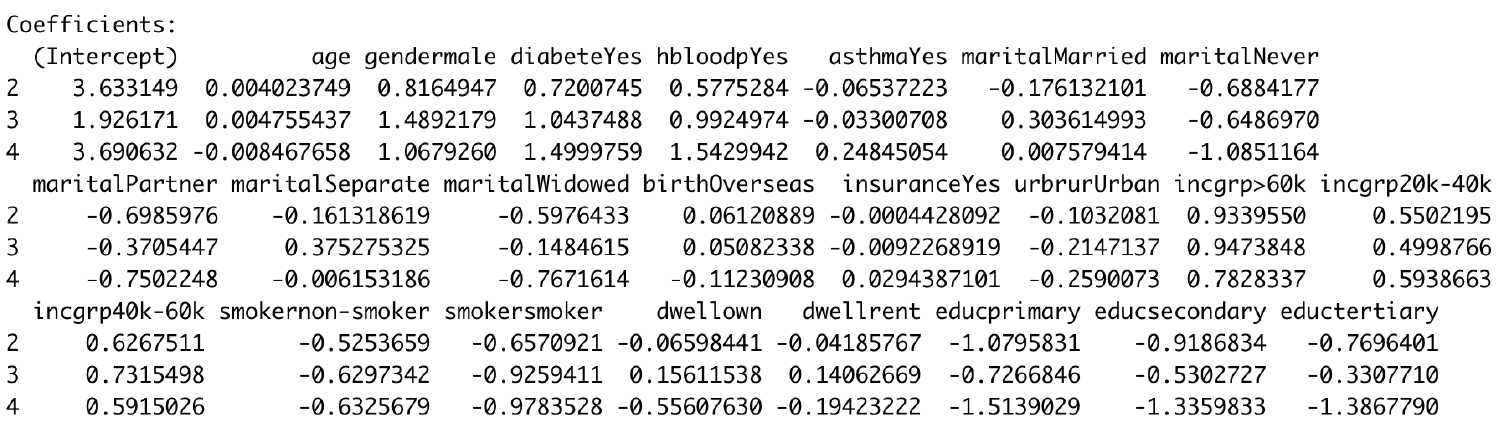 Coefficients:
(Intercept) age gendermale diabeteYes hbloodpYes asthmaYes maritalMarried maritalNever
2 3.633149 0.004023749 0.8164947 0.7200745 0.5775284 -0.06537223 -0.176132101 -0.6884177
3 1.926171 0.004755437 1.4892179 1.0437488 0.9924974 -0.03300708 0.303614993 -0.6486970
4 3.690632 -0.008467658 1.0679260 1.4999759 1.5429942 0.24845054 0.007579414 -1.0851164
maritalPartner maritalSeparate maritalWidowed birthOverseas insuranceYes urbrurUrban incgrp>60k incgrp20k-40k
2 -0.6985976 -0.161318619 -0.5976433 0.06120889 -0.0004428092 -0.1032081 0.9339550 0.5502195
3 -0.3705447 0.375275325 -0.1484615 0.05082338 -0.0092268919 -0.2147137 0.9473848 0.4998766
4 -0.7502248 -0.006153186 -0.7671614 -0.11230908 0.0294387101 -0.2590073 0.7828337 0.5938663
incgrp40k-60k smokernon-smoker smokersmoker dwellown dwellrent educprimary educsecondary eductertiary
2 0.6267511 -0.5253659 -0.6570921 -0.06598441 -0.04185767 -1.0795831 -0.9186834 -0.7696401
3 0.7315498 -0.6297342 -0.9259411 0.15611538 0.14062669 -0.7266846 -0.5302727 -0.3307710
4 0.5915026 -0.6325679 -0.9783528 -0.55607630 -0.19423222 -1.5139029 -1.3359833 -1.3867790